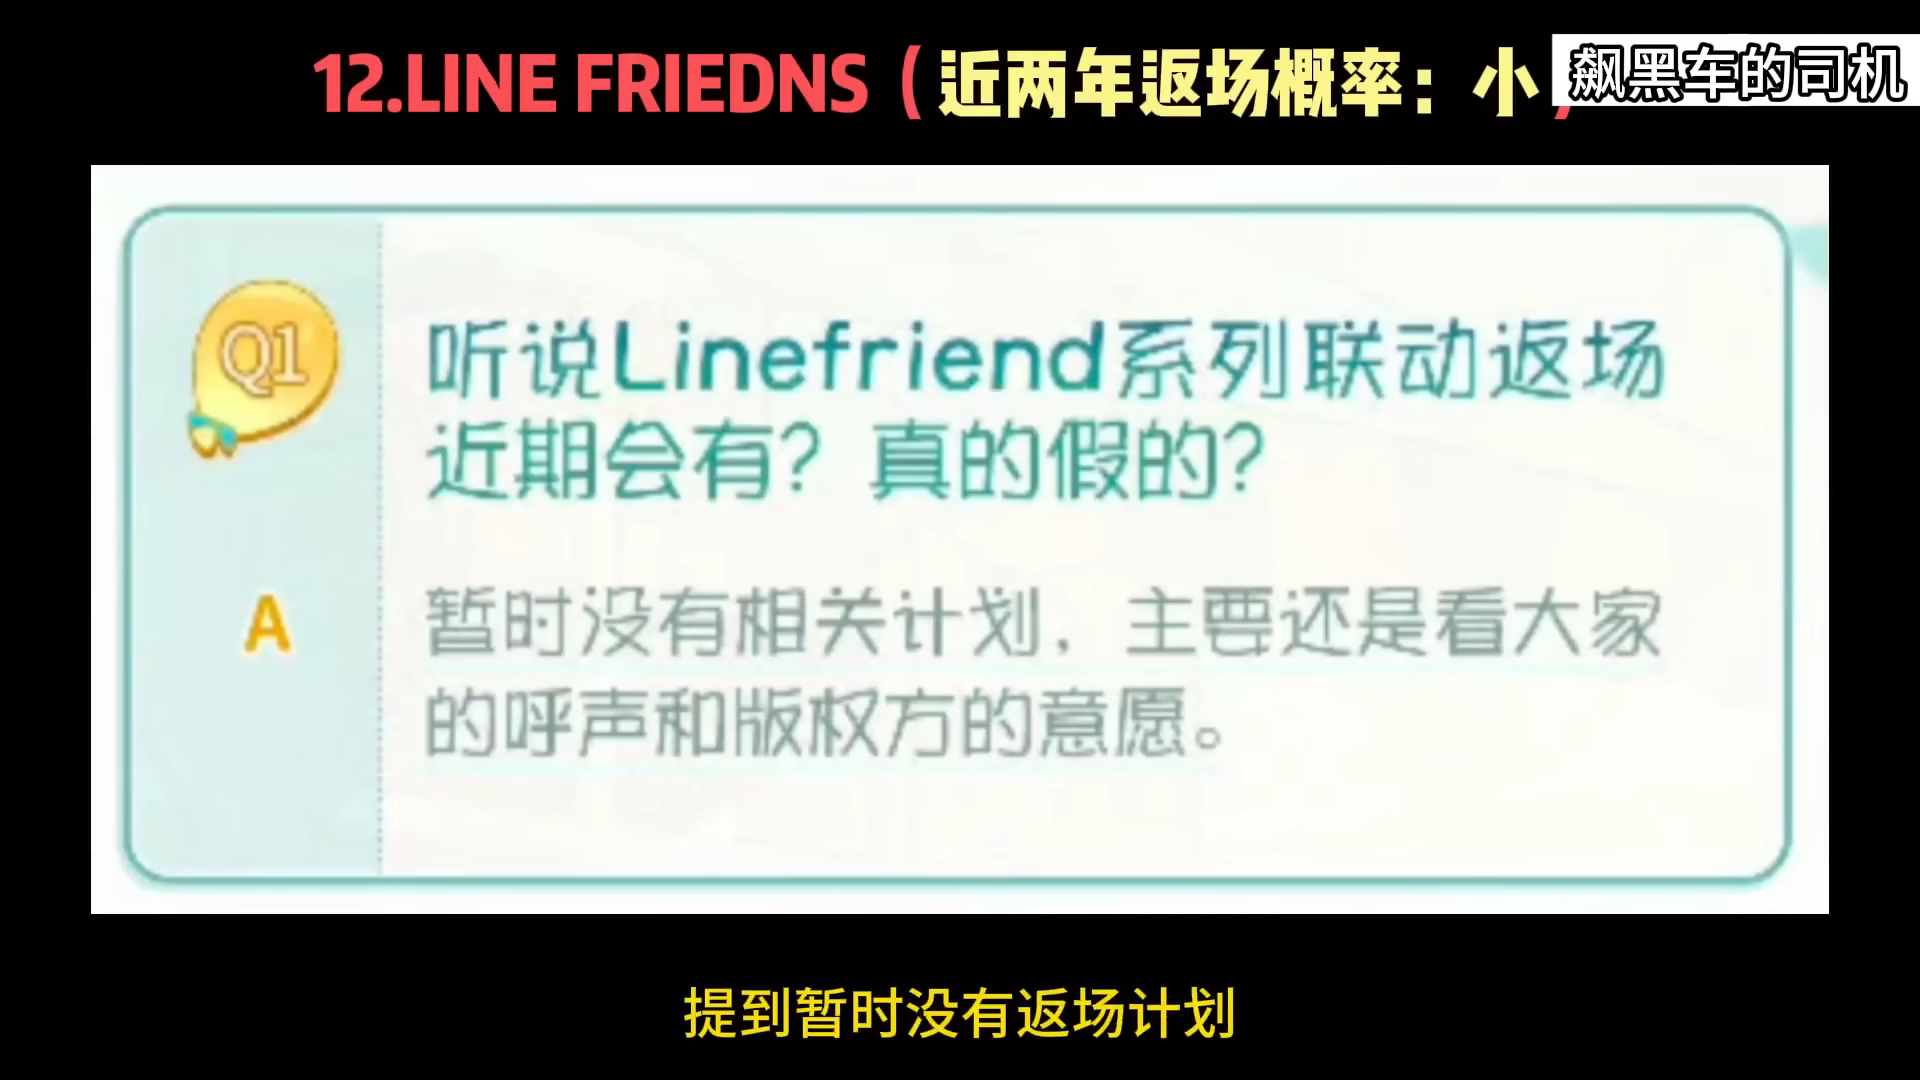 12.LINE FRIEDNS（近两年返场概率：小）
飙黑车的司机
Q1
听说Linefriend系列联动返场
近期会有？真的假的？
A
暂时没有相关计划，主要还是看大家
的呼声和版权方的意愿。
提到暂时没有返场计划